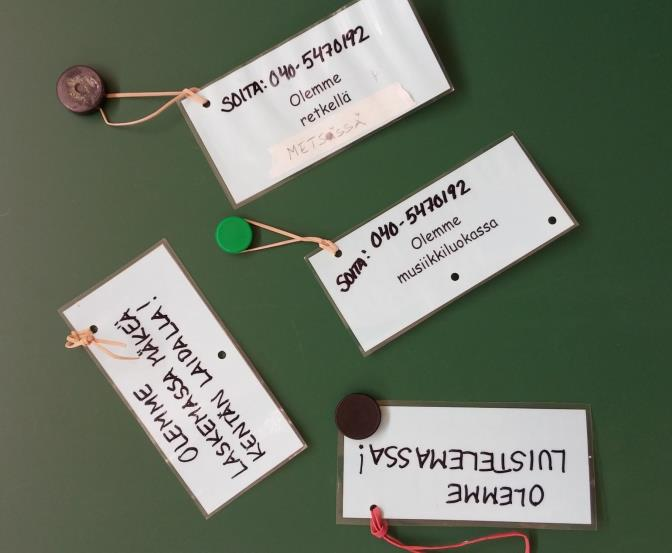 SOITA: 040-5470192
Olemme
retkellä
METSÄSSÄ
SOITA: 040-5470192
Olemme
musiikkiluokassa
OLEMME
LASKEMASSA MÄKEÄ
KENTÄN LAIDALLA!
OLEMME
LUISTELEMASSA!